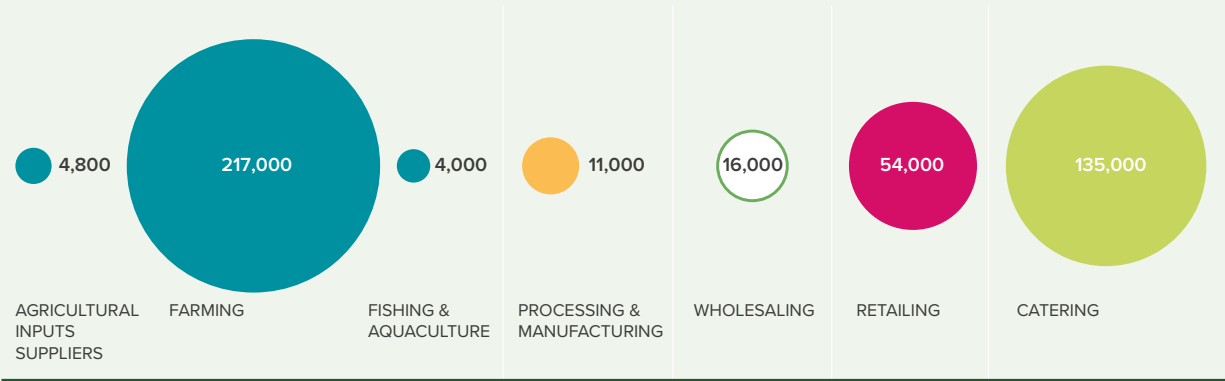 4,800
217,000
4,000
11,000
16,000
54,000
135,000
AGRICULTURAL
INPUTS
SUPPLIERS
FARMING
FISHING &
AQUACULTURE
PROCESSING &
MANUFACTURING
WHOLESALING
RETAILING
CATERING